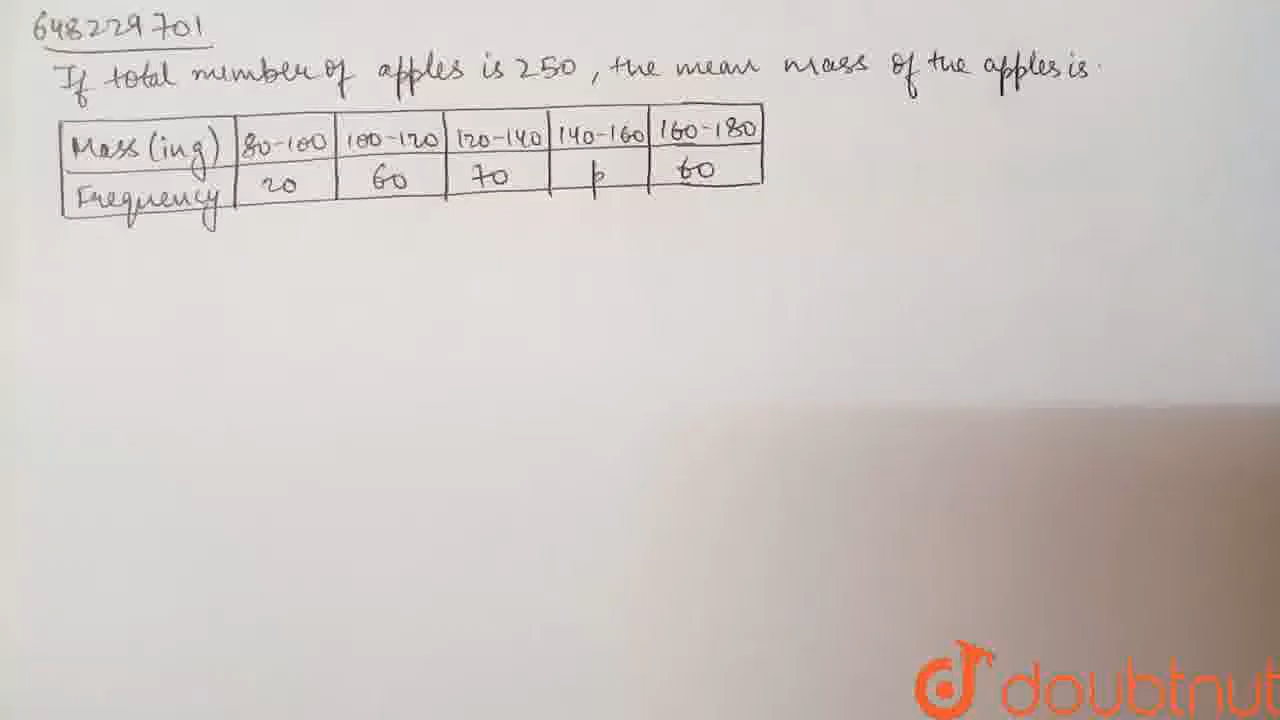 648229701
If total number of apples is 250, the mean mass of the apples is.
Mass (in g) 80-100 100-120 120-140 140-160 160-180
Frequency 20 60 70 p 60
doubtnut